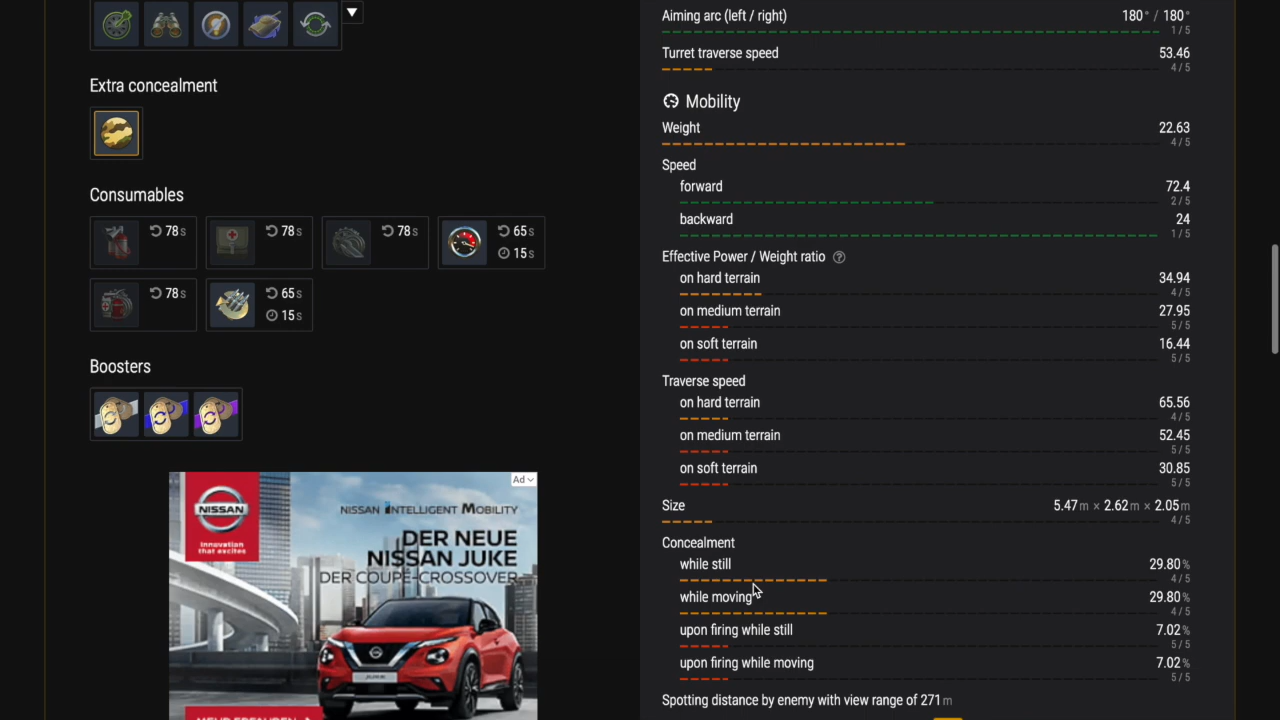 Extra concealment
Consumables
78 s
78 s
78 s
65 s
15 s
78 s
65 s
15 s
Boosters
Ad
NISSAN
Innovation
that excites
NISSAN INTELLIGENT MOBILITY
DER NEUE
NISSAN JUKE
DER COUPÉ-CROSSOVER
NISSAN
MEHR ERFAHREN >
Aiming arc (left / right) 180° / 180°
1 / 5
Turret traverse speed 53.46
4 / 5
Mobility
Weight 22.63
4 / 5
Speed
forward 72.4
2 / 5
backward 24
1 / 5
Effective Power / Weight ratio ?
on hard terrain 34.94
4 / 5
on medium terrain 27.95
5 / 5
on soft terrain 16.44
5 / 5
Traverse speed
on hard terrain 65.56
4 / 5
on medium terrain 52.45
5 / 5
on soft terrain 30.85
5 / 5
Size 5.47 m × 2.62 m × 2.05 m
4 / 5
Concealment
while still 29.80 %
4 / 5
while moving 29.80 %
4 / 5
upon firing while still 7.02 %
5 / 5
upon firing while moving 7.02 %
5 / 5
Spotting distance by enemy with view range of 271 m